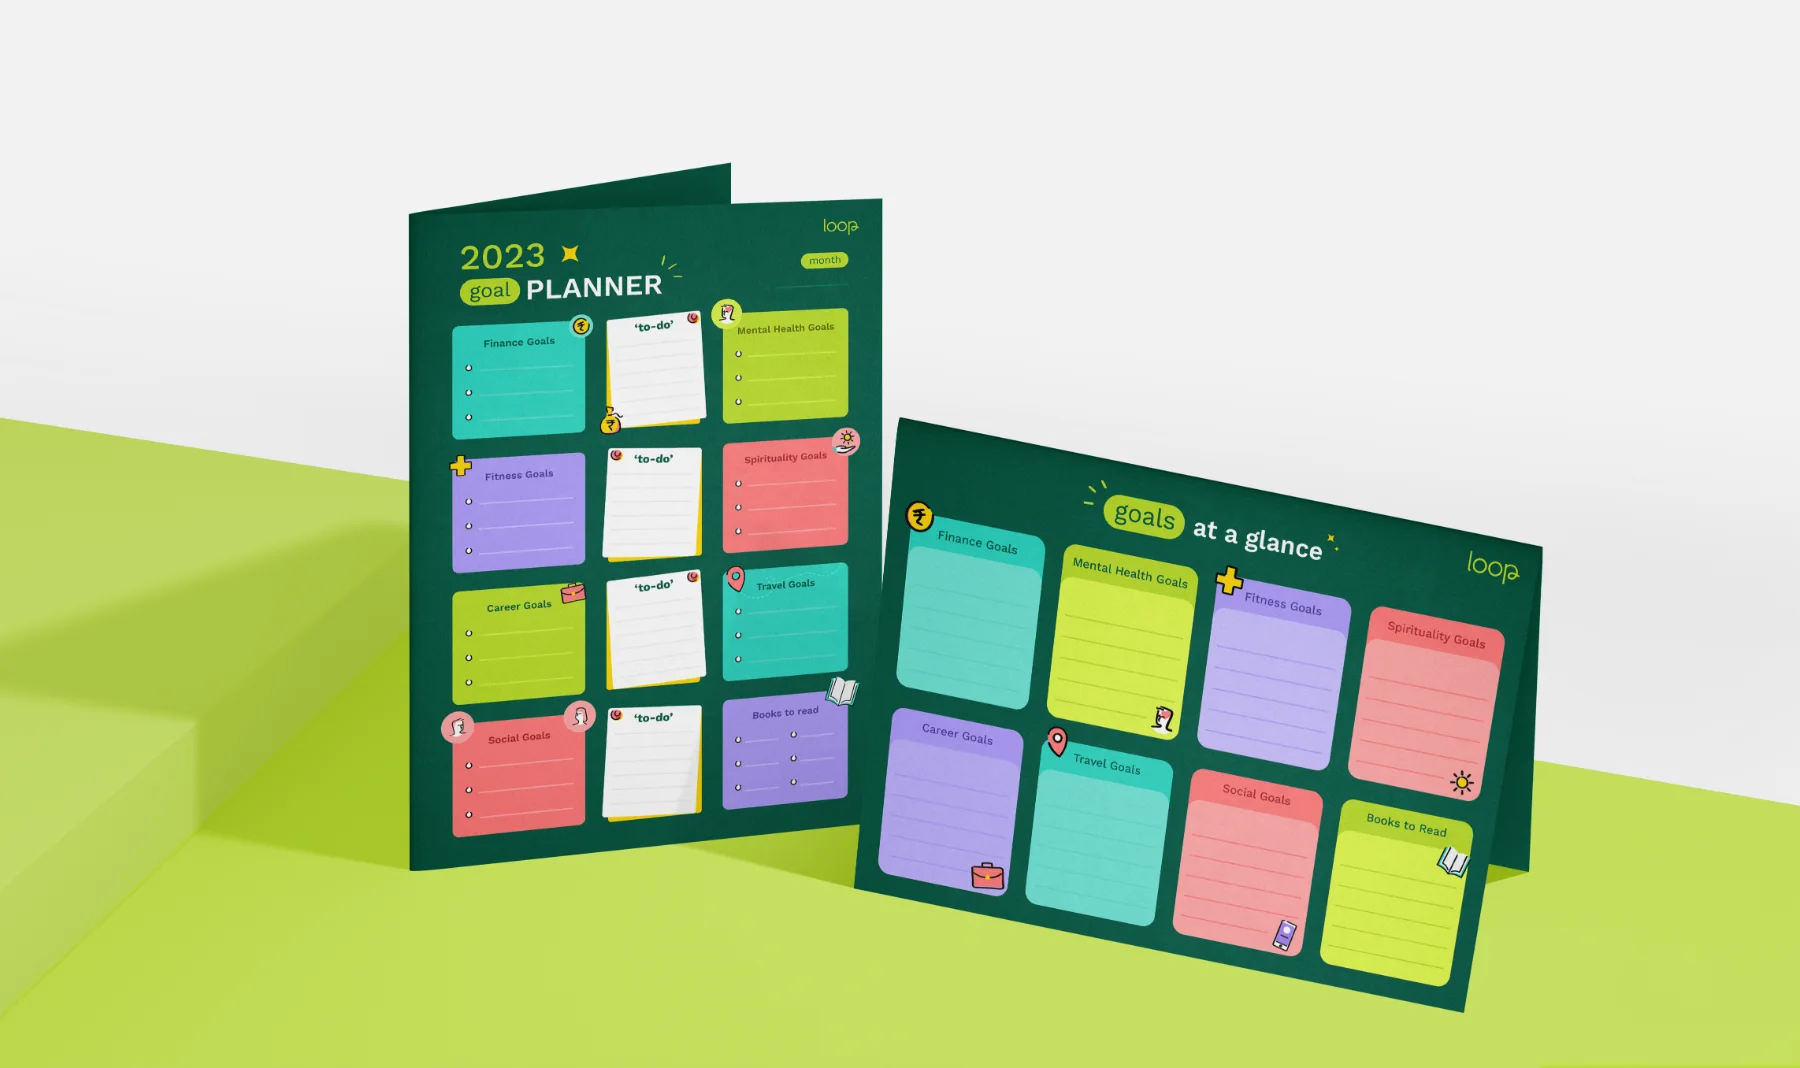 loop
2023
goal PLANNER
month
Finance Goals
'to-do'
Mental Health Goals
Fitness Goals
'to-do'
Spirituality Goals
Career Goals
'to-do'
Travel Goals
Social Goals
'to-do'
Books to read
goals at a glance
loop
Finance Goals
Mental Health Goals
Fitness Goals
Spirituality Goals
Career Goals
Travel Goals
Social Goals
Books to Read